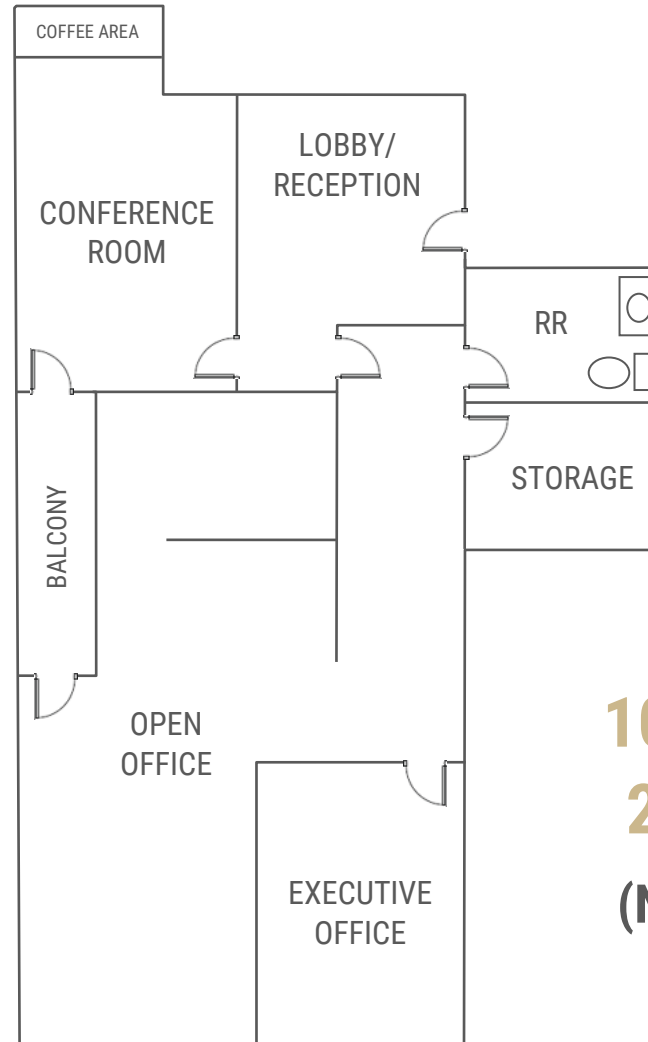 COFFEE AREA
LOBBY/
RECEPTION
CONFERENCE
ROOM
RR
STORAGE
BALCONY
OPEN
OFFICE
EXECUTIVE
OFFICE